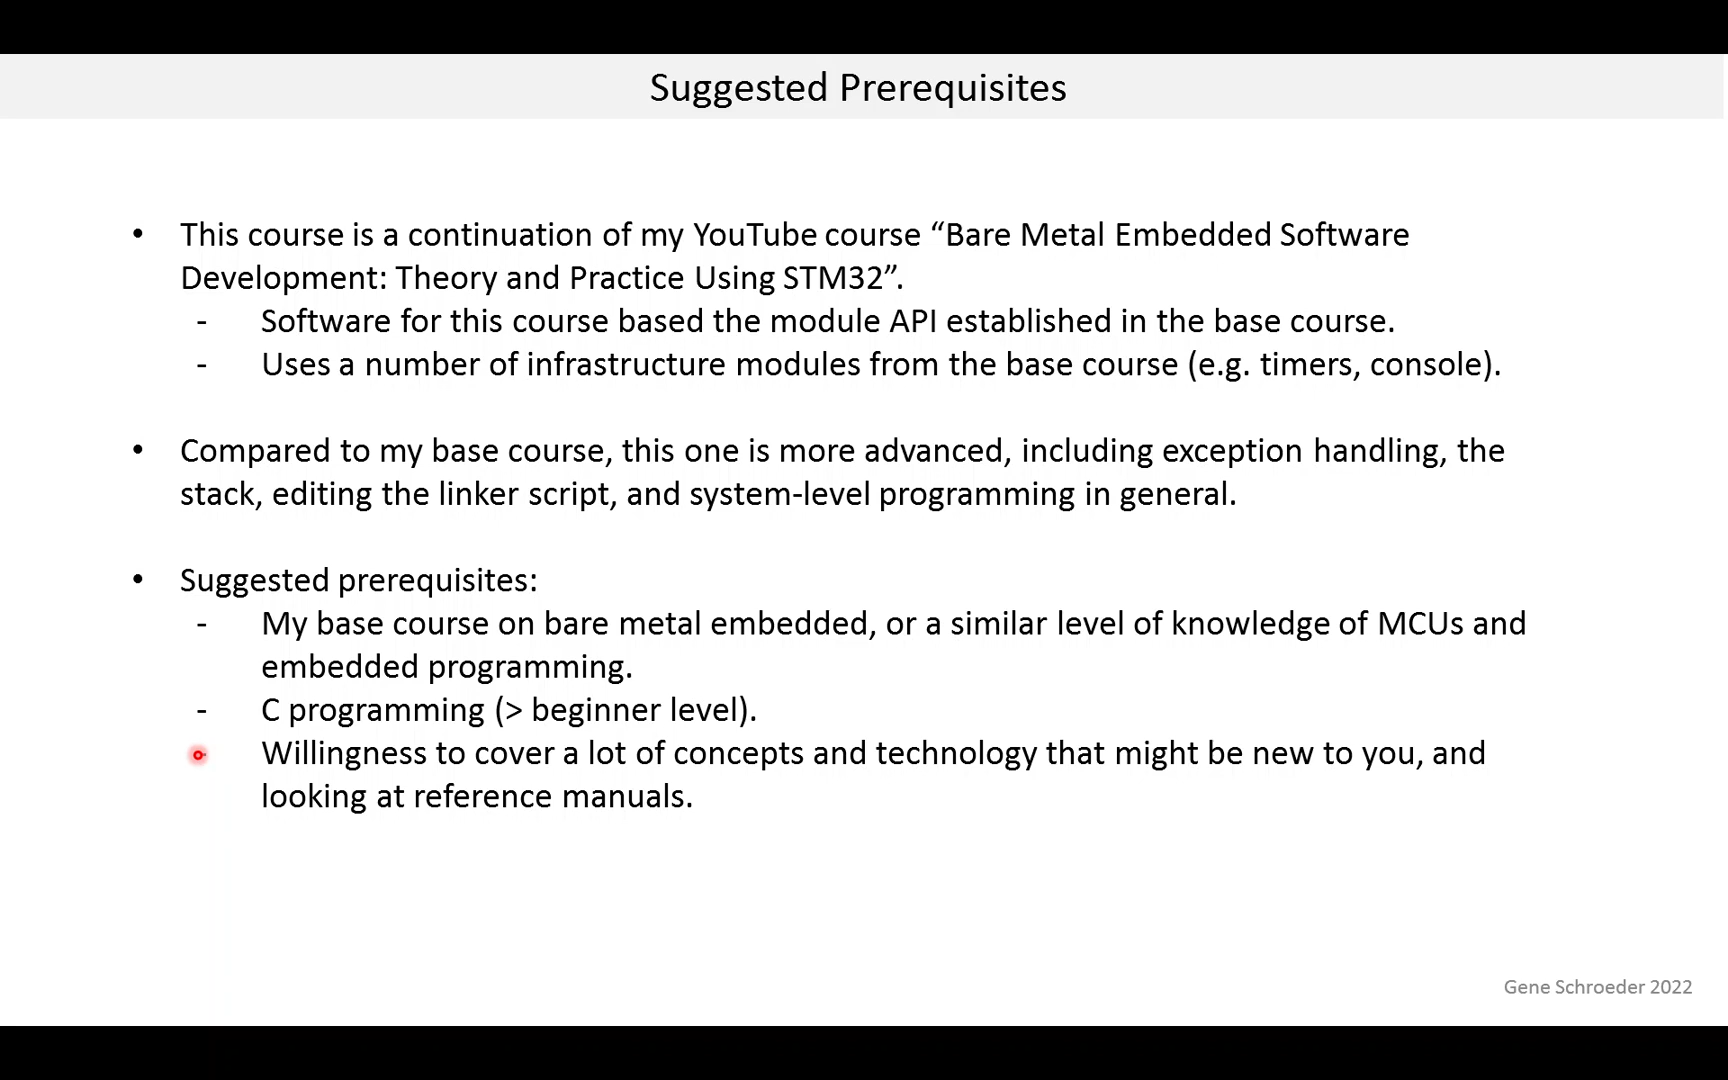 Suggested Prerequisites
• This course is a continuation of my YouTube course “Bare Metal Embedded Software
Development: Theory and Practice Using STM32”.
- Software for this course based the module API established in the base course.
- Uses a number of infrastructure modules from the base course (e.g. timers, console).
• Compared to my base course, this one is more advanced, including exception handling, the
stack, editing the linker script, and system-level programming in general.
• Suggested prerequisites:
- My base course on bare metal embedded, or a similar level of knowledge of MCUs and
embedded programming.
- C programming (> beginner level).
Willingness to cover a lot of concepts and technology that might be new to you, and
looking at reference manuals.
Gene Schroeder 2022